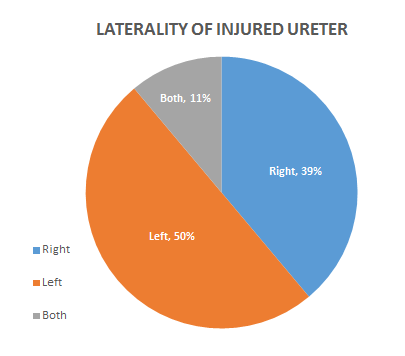 LATERALITY OF INJURED URETER
Both, 11%
Right, 39%
Left, 50%
Right
Left
Both